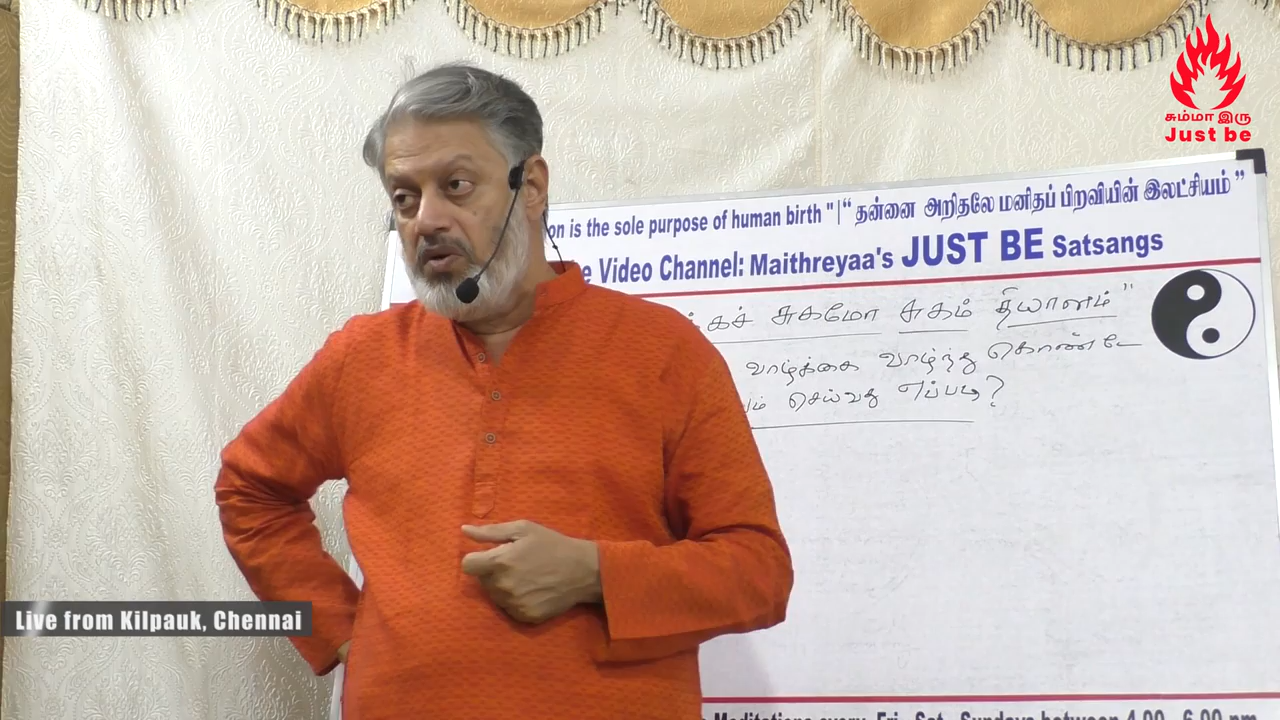 சும்மா இரு
Just be
is the sole purpose of human birth " | “ தன்னை அறிதலே மனிதப் பிறவியின் இலட்சியம் ”
Video Channel: Maithreyaa's JUST BE Satsangs
சுகமோ சுகம் தியானம் "
வாழ்க்கை வாழ்ந்து கொண்டே
செய்வது எப்படி?
Live from Kilpauk, Chennai
Meditations every Fri - Sat - Sundays between 4.00 - 6.00 pm